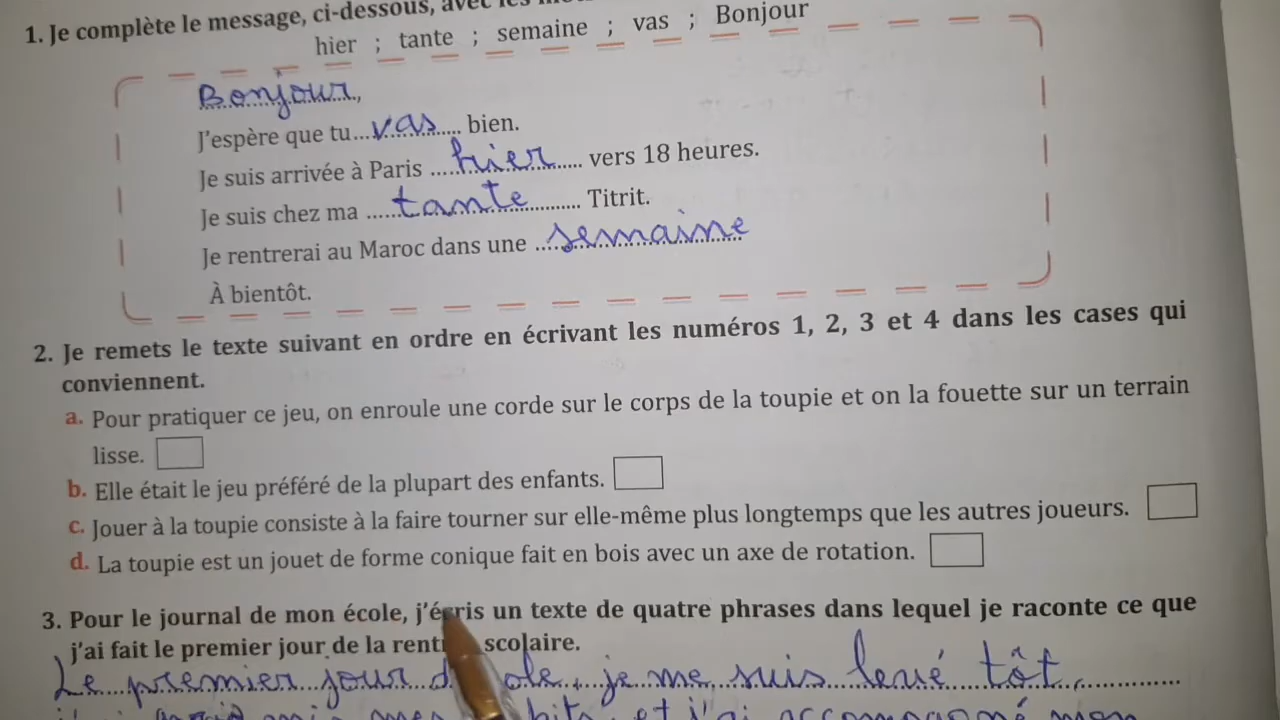 1. Je complète le message, ci-dessous, avec les
hier ; tante ; semaine ; vas ; Bonjour
Bonjour,
J'espère que tu...vas.... bien.
Je suis arrivée à Paris .....hier..... vers 18 heures.
Je suis chez ma ......tante.......... Titrit.
Je rentrerai au Maroc dans une ....semaine
À bientôt.
2. Je remets le texte suivant en ordre en écrivant les numéros 1, 2, 3 et 4 dans les cases qui
conviennent.
a. Pour pratiquer ce jeu, on enroule une corde sur le corps de la toupie et on la fouette sur un terrain
lisse.
b. Elle était le jeu préféré de la plupart des enfants.
c. Jouer à la toupie consiste à la faire tourner sur elle-même plus longtemps que les autres joueurs.
d. La toupie est un jouet de forme conique fait en bois avec un axe de rotation.
3. Pour le journal de mon école, j'écris un texte de quatre phrases dans lequel je raconte ce que
j'ai fait le premier jour de la rentrée scolaire.
Le premier jour je me suis levé tôt,
mes et j'ai accompagné mon